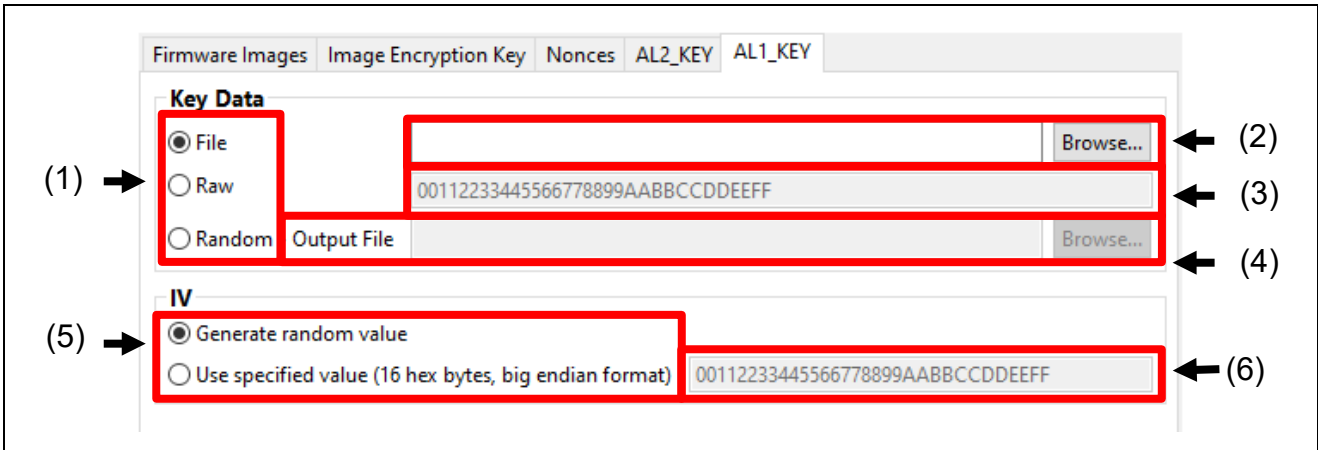 Firmware Images Image Encryption Key Nonces AL2_KEY AL1_KEY
Key Data
File Browse... (2)
(1) Raw 00112233445566778899AABBCCDDEEFF (3)
Random Output File Browse... (4)
IV
(5) Generate random value
Use specified value (16 hex bytes, big endian format) 00112233445566778899AABBCCDDEEFF (6)